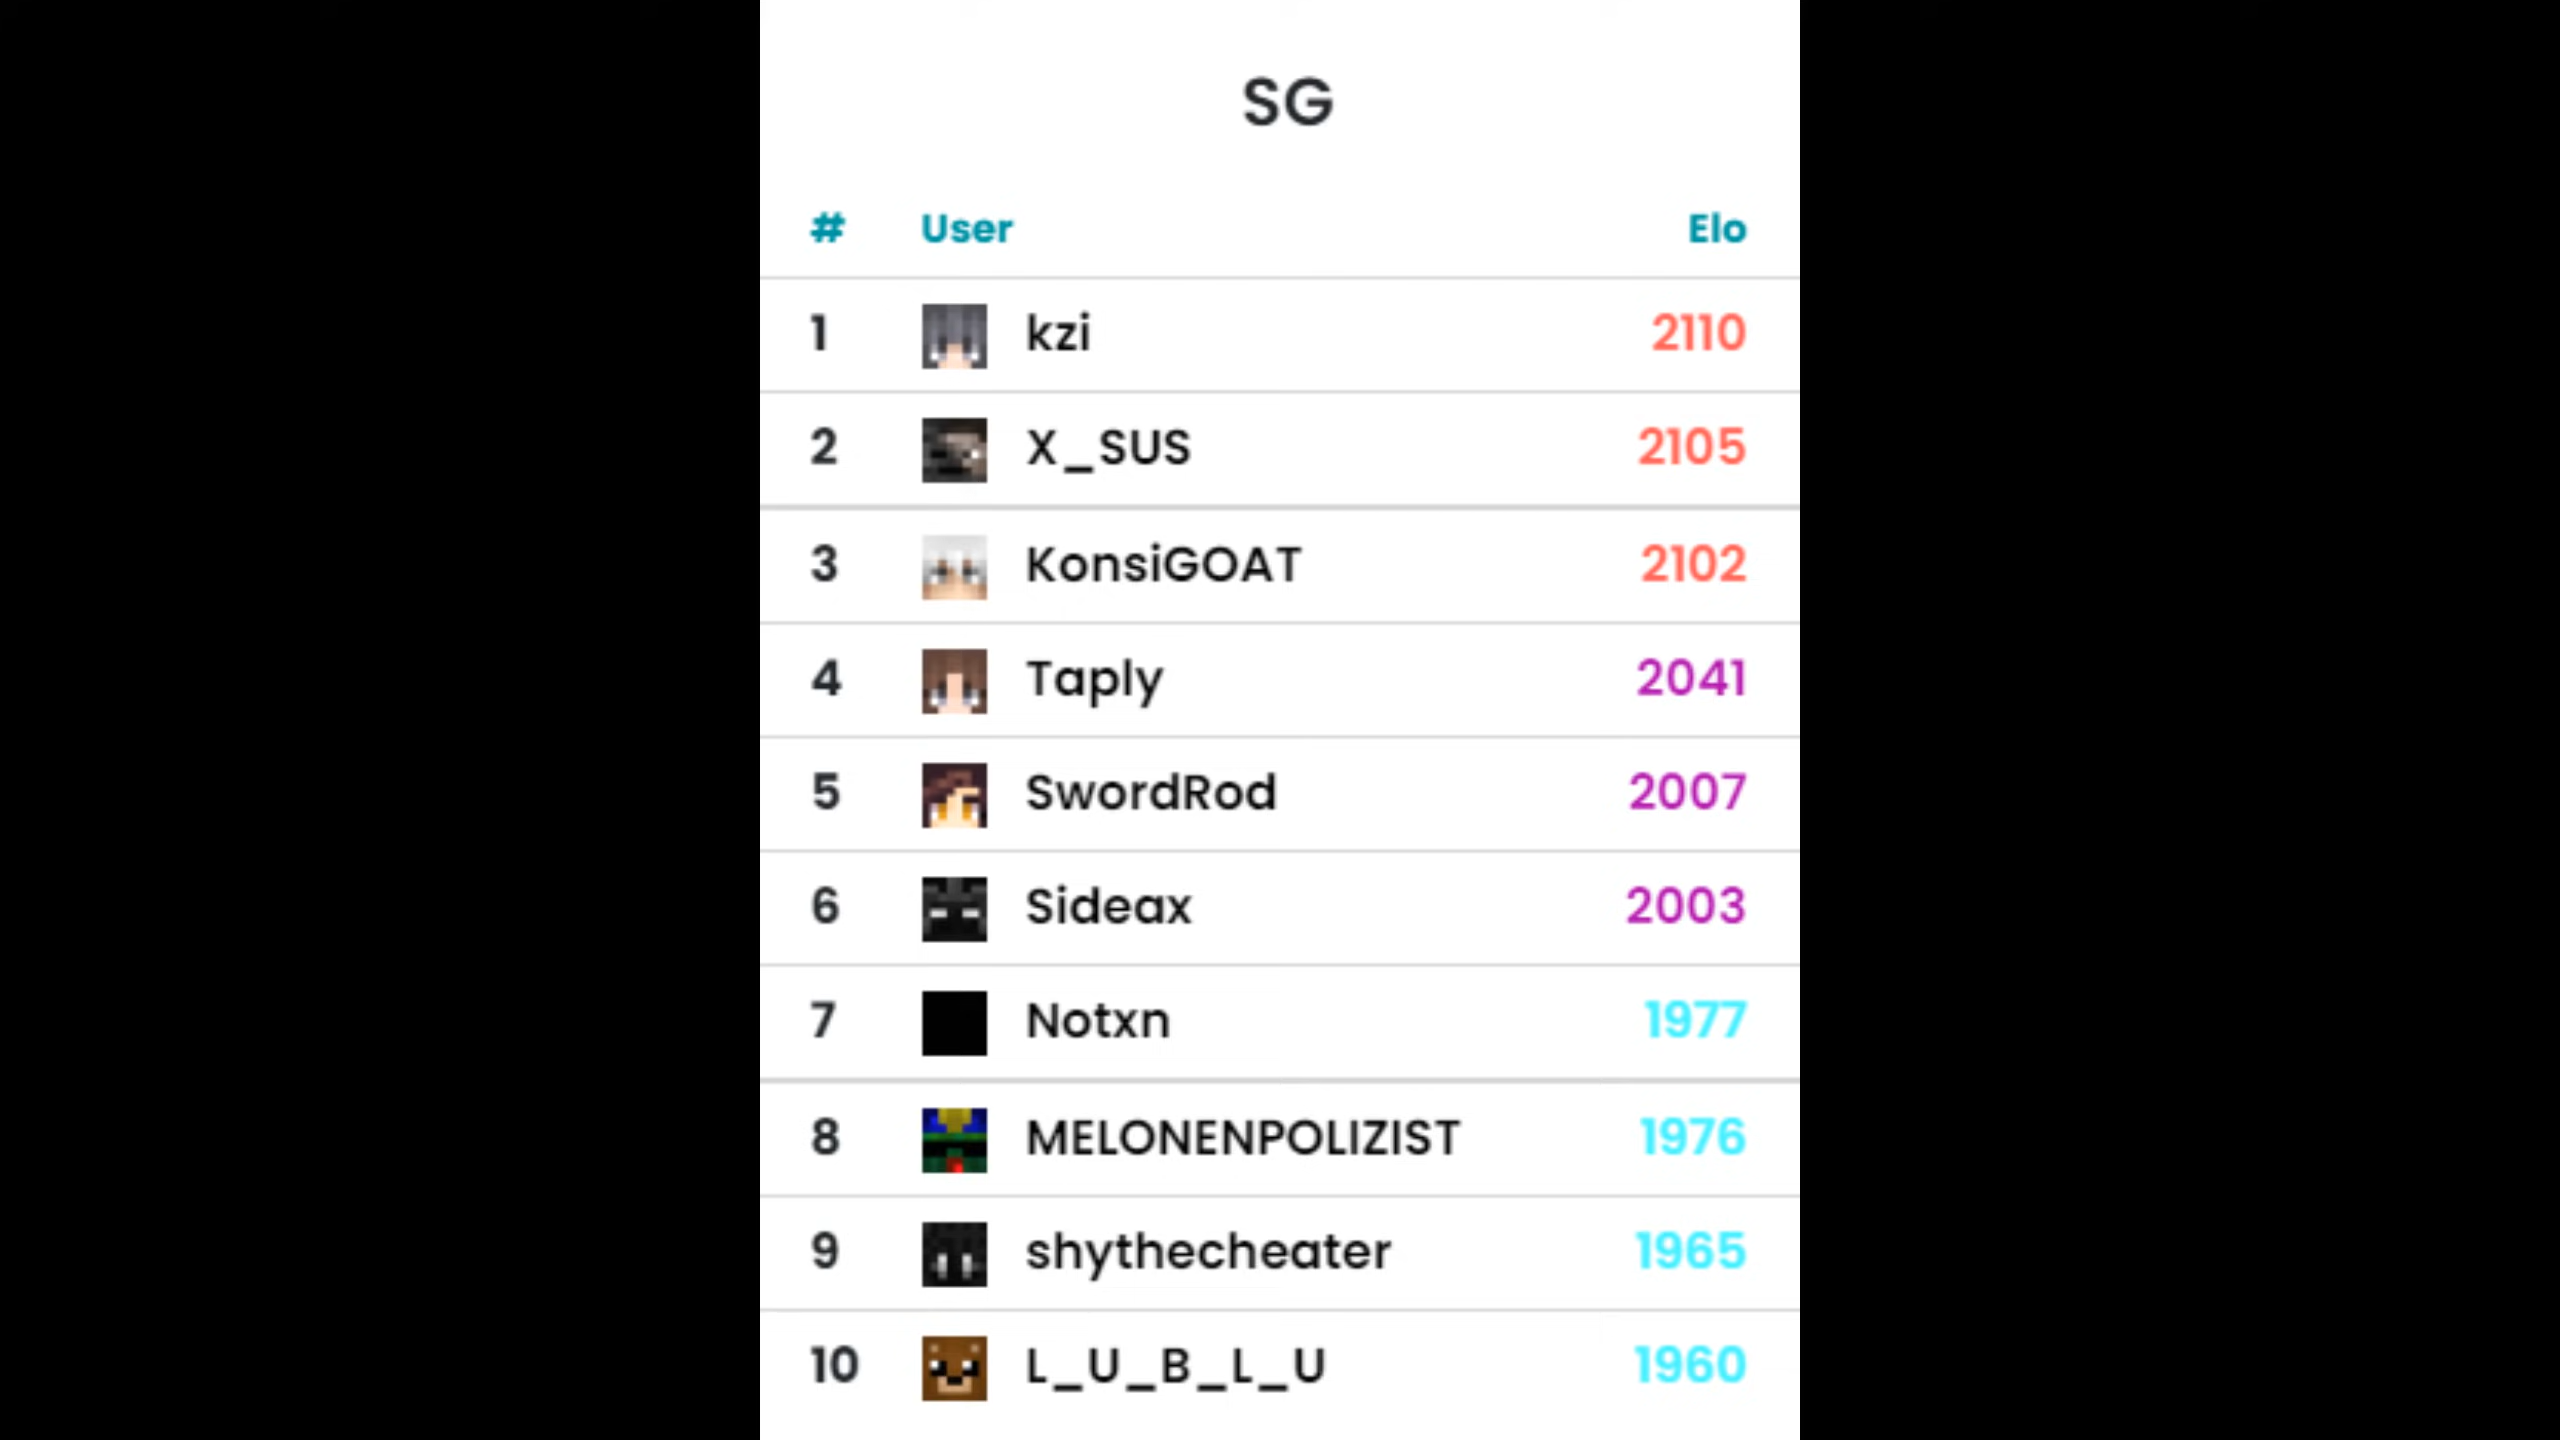 SG
# User Elo
1 kzi 2110
2 X_SUS 2105
3 KonsiGOAT 2102
4 Taply 2041
5 SwordRod 2007
6 Sideax 2003
7 Notxn 1977
8 MELONENPOLIZIST 1976
9 shythecheater 1965
10 L_U_B_L_U 1960